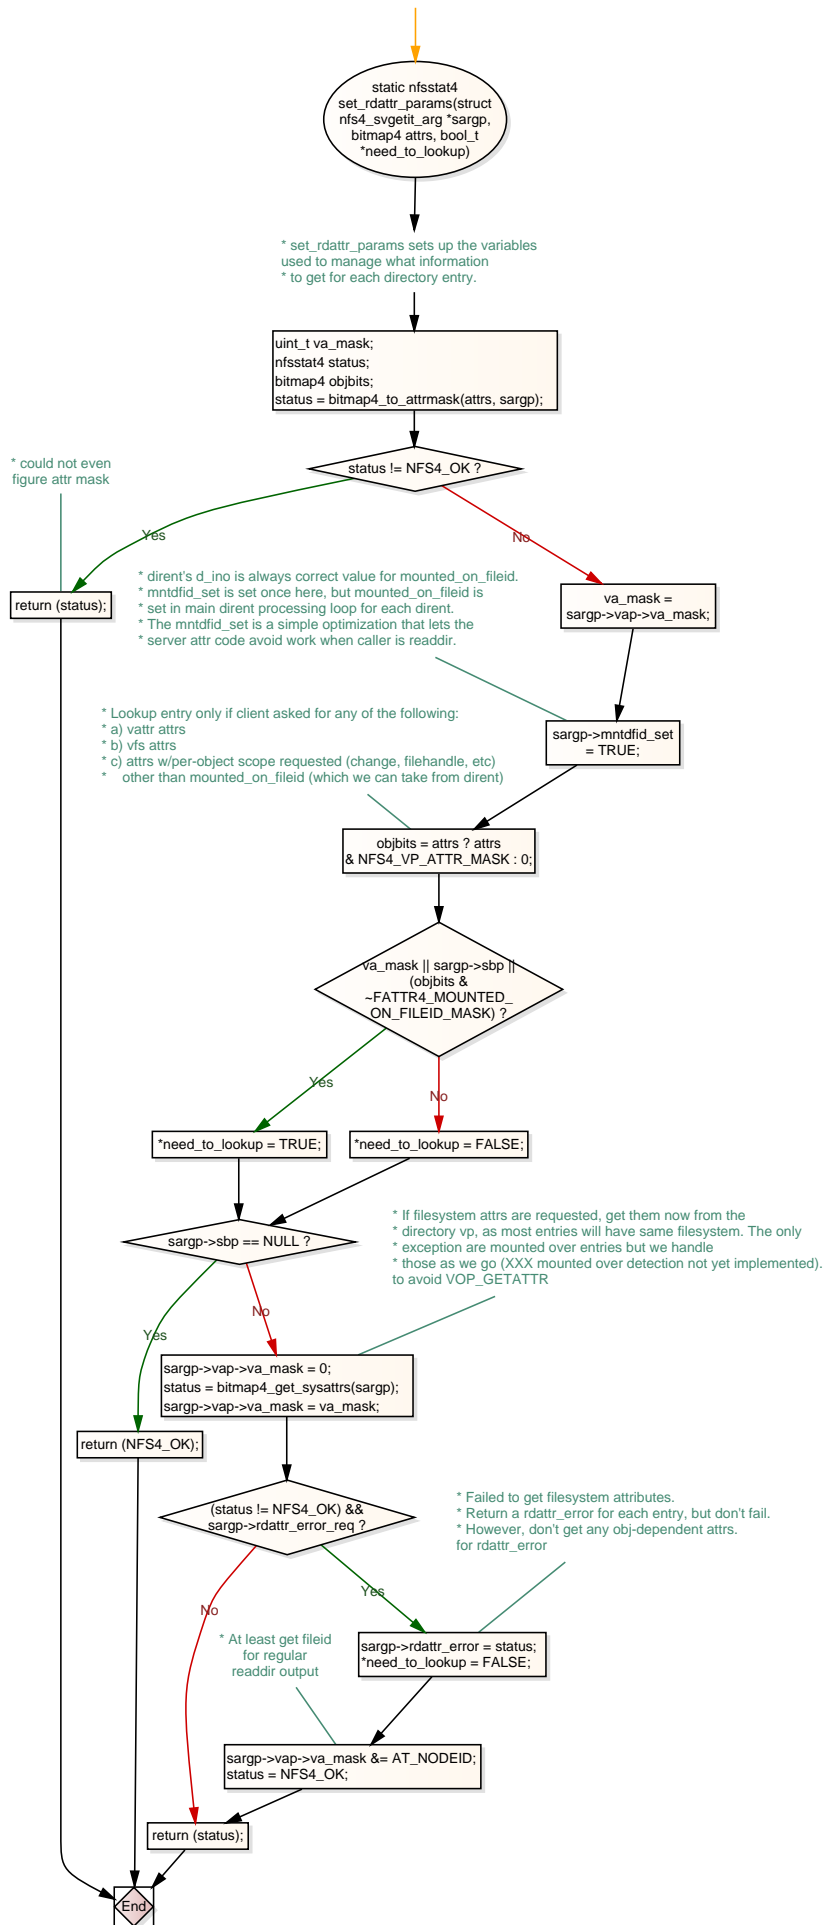 static nfsstat4
set_rdattr_params(struct
nfs4_svgetit_arg *sargp,
bitmap4 attrs, bool_t
*need_to_lookup)
* set_rdattr_params sets up the variables
used to manage what information
* to get for each directory entry.
uint_t va_mask;
nfsstat4 status;
bitmap4 objbits;
status = bitmap4_to_attrmask(attrs, sargp);
status != NFS4_OK ?
* could not even
figure attr mask
Yes
No
return (status);
* dirent's d_ino is always correct value for mounted_on_fileid.
* mntdfid_set is set once here, but mounted_on_fileid is
* set in main dirent processing loop for each dirent.
* The mntdfid_set is a simple optimization that lets the
* server attr code avoid work when caller is readdir.
va_mask =
sargp->vap->va_mask;
sargp->mntdfid_set
= TRUE;
* Lookup entry only if client asked for any of the following:
* a) vattr attrs
* b) vfs attrs
* c) attrs w/per-object scope requested (change, filehandle, etc)
* other than mounted_on_fileid (which we can take from dirent)
objbits = attrs ? attrs
& NFS4_VP_ATTR_MASK : 0;
va_mask || sargp->sbp ||
(objbits &
~FATTR4_MOUNTED_
ON_FILEID_MASK) ?
Yes
No
*need_to_lookup = TRUE;
*need_to_lookup = FALSE;
sargp->sbp == NULL ?
* If filesystem attrs are requested, get them now from the
* directory vp, as most entries will have same filesystem. The only
* exception are mounted over entries but we handle
* those as we go (XXX mounted over detection not yet implemented).
to avoid VOP_GETATTR
No
Yes
sargp->vap->va_mask = 0;
status = bitmap4_get_sysattrs(sargp);
sargp->vap->va_mask = va_mask;
return (NFS4_OK);
(status != NFS4_OK) &&
sargp->rdattr_error_req ?
* Failed to get filesystem attributes.
* Return a rdattr_error for each entry, but don't fail.
* However, don't get any obj-dependent attrs.
for rdattr_error
Yes
No
* At least get fileid
for regular
readdir output
sargp->rdattr_error = status;
*need_to_lookup = FALSE;
sargp->vap->va_mask &= AT_NODEID;
status = NFS4_OK;
return (status);
End